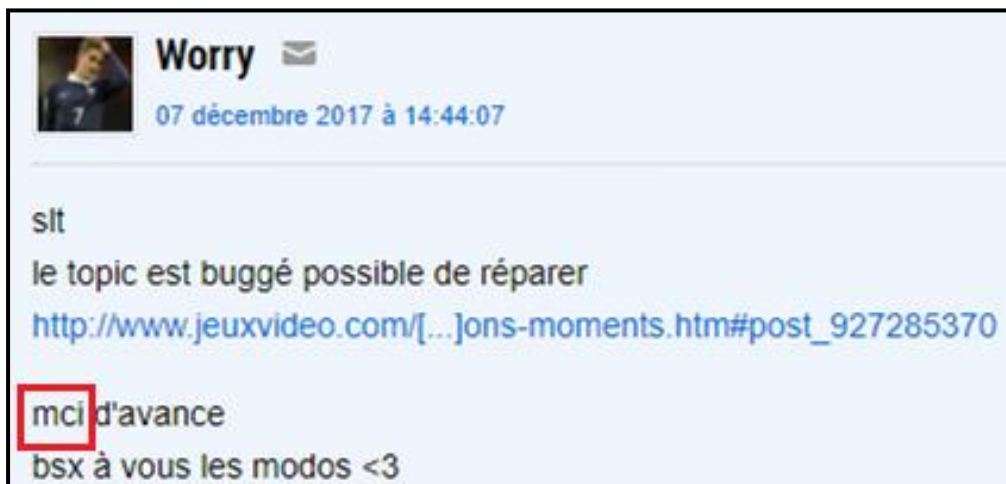 Worry
07 décembre 2017 à 14:44:07
slt
le topic est buggé possible de réparer
http://www.jeuxvideo.com/[...]ons-moments.htm#post_927285370
mci d'avance
bsx à vous les modos <3